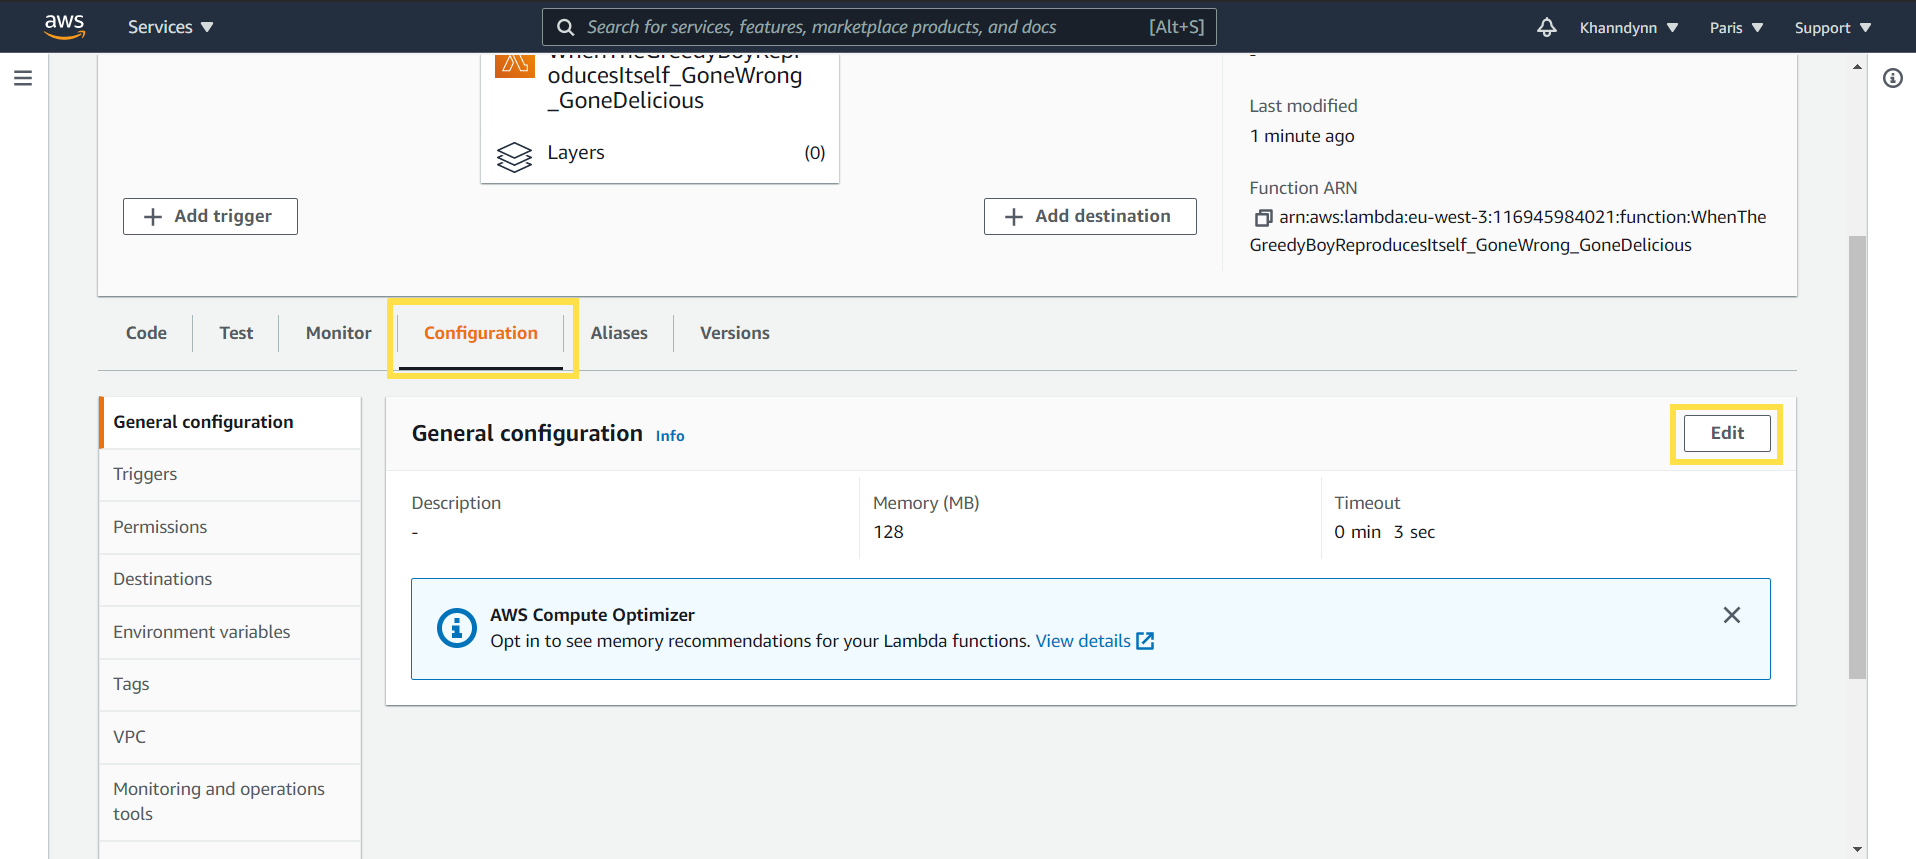 aws Services Search for services, features, marketplace products, and docs [Alt+S] Khanndynn Paris Support
WhenTheGreedyBoyRepr
oducesItself_GoneWrong
_GoneDelicious
Layers (0)
Add trigger
Add destination
-
Last modified
1 minute ago
Function ARN
arn:aws:lambda:eu-west-3:116945984021:function:WhenThe
GreedyBoyReproducesItself_GoneWrong_GoneDelicious
Code Test Monitor Configuration Aliases Versions
General configuration
Triggers
Permissions
Destinations
Environment variables
Tags
VPC
Monitoring and operations
tools
General configuration Info Edit
Description
-
Memory (MB)
128
Timeout
0 min 3 sec
AWS Compute Optimizer
Opt in to see memory recommendations for your Lambda functions. View details